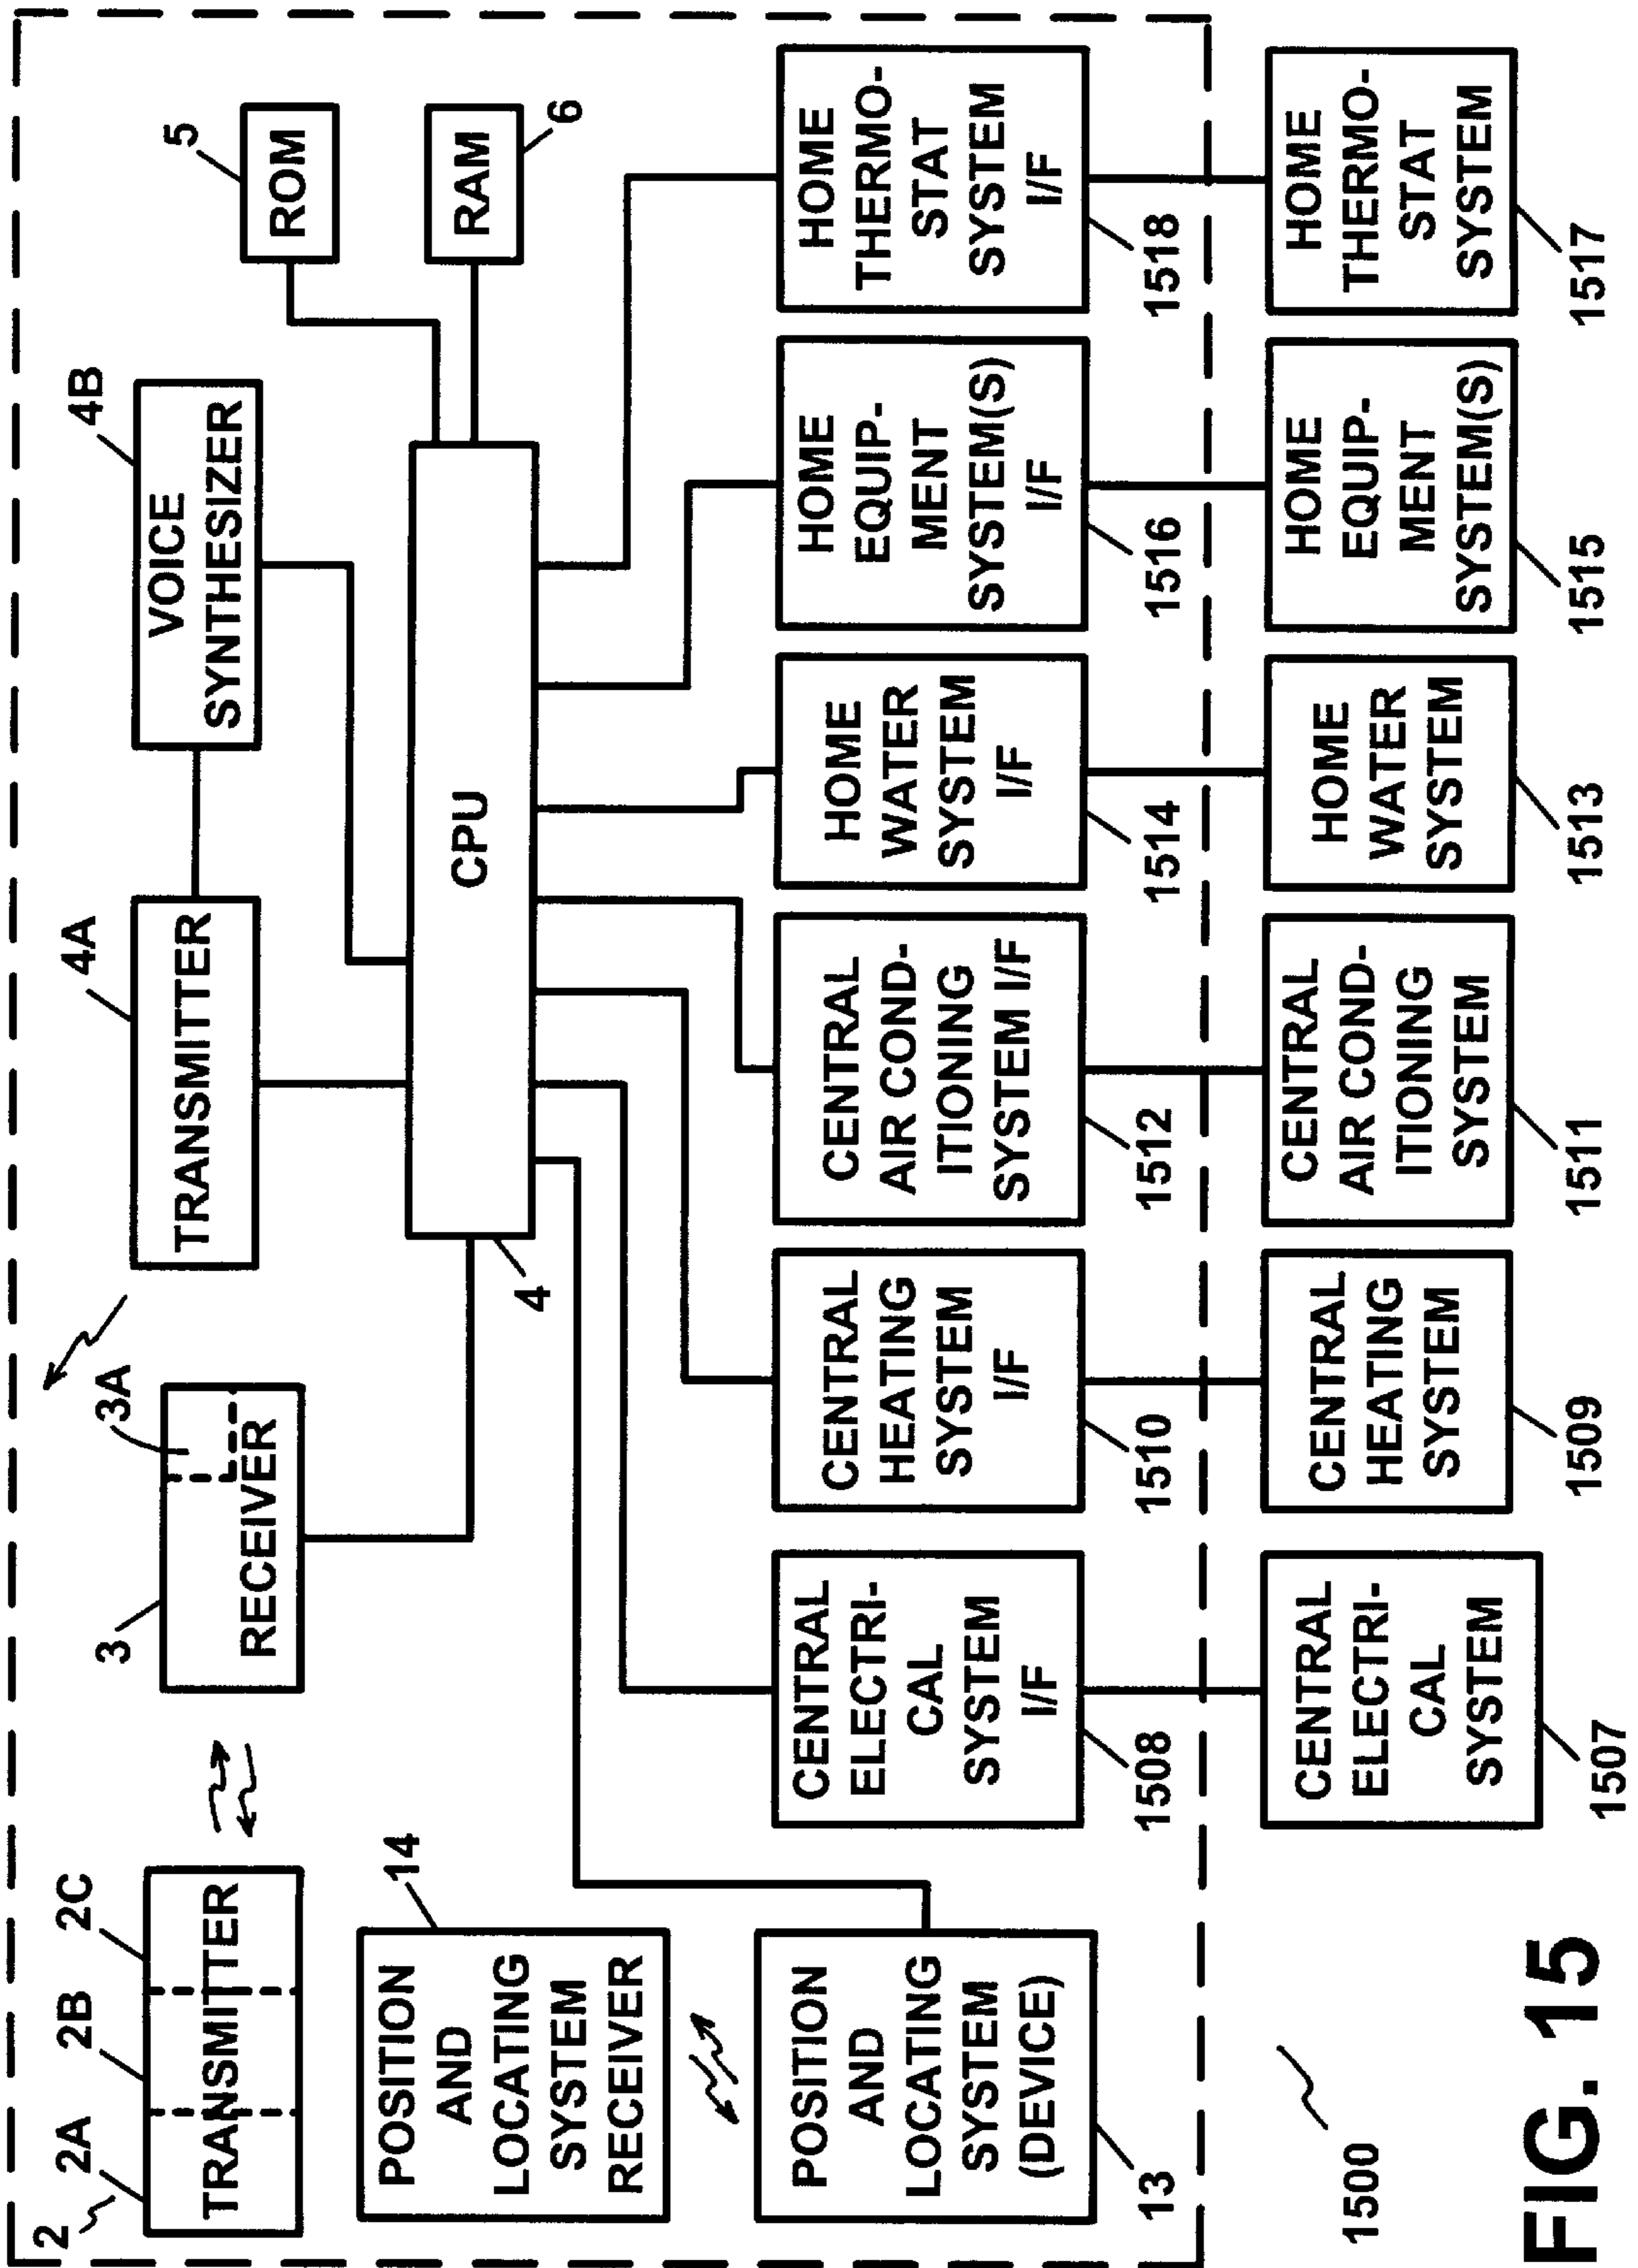 2
2A
2B
2C
TRANSMITTER
3
3A
RECEIVER
4A
TRANSMITTER
4B
VOICE
SYNTHESIZER
5
ROM
RAM
6
CPU
4
14
POSITION
AND
LOCATING
SYSTEM
RECEIVER
POSITION
AND
LOCATING
SYSTEM
(DEVICE)
13
CENTRAL
ELECTRI-
CAL
SYSTEM
I/F
1508
CENTRAL
HEATING
SYSTEM
I/F
1510
CENTRAL
AIR COND-
ITIONING
SYSTEM I/F
1512
HOME
WATER
SYSTEM
I/F
1514
HOME
EQUIP-
MENT
SYSTEM(S)
I/F
1516
HOME
THERMO-
STAT
SYSTEM
I/F
1518
CENTRAL
ELECTRI-
CAL
SYSTEM
1507
CENTRAL
HEATING
SYSTEM
1509
CENTRAL
AIR COND-
ITIONING
SYSTEM
1511
HOME
WATER
SYSTEM
1513
HOME
EQUIP-
MENT
SYSTEM(S)
1515
HOME
THERMO-
STAT
SYSTEM
1517
1500
FIG. 15